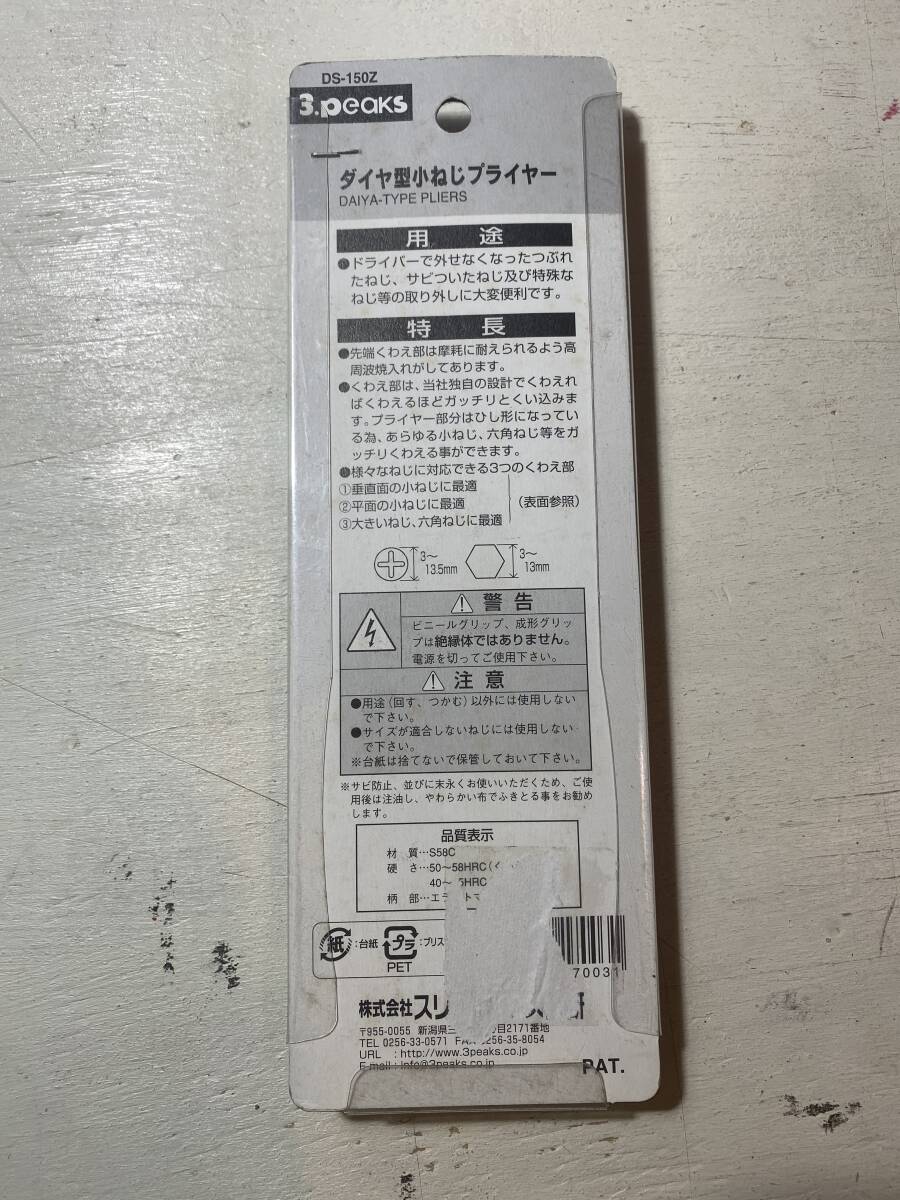 DS-150Z
3.peaks
ダイヤ型小ねじプライヤー
DAIYA-TYPE PLIERS
用途
●ドライバーで外せなくなったつぶれ
たねじ、サビついたねじ及び特殊な
ねじ等の取り外しに大変便利です。
特長
●先端くわえ部は摩耗に耐えられるよう高
周波焼入れがしてあります。
●くわえ部は、当社独自の設計でくわえれ
ばくわえるほどガッチリとくい込みま
す。プライヤー部分はひし形になってい
る為、あらゆる小ねじ、六角ねじ等をガ
ッチリくわえる事ができます。
●様々なねじに対応できる3つのくわえ部
①垂直面の小ねじに最適
②平面の小ねじに最適
③大きいねじ、六角ねじに最適
(表面参照)
3〜
13.5mm
3〜
13mm
警告
ビニールグリップ、成形グリッ
プは絶縁体ではありません。
電源を切ってご使用下さい。
注意
●用途(回す、つかむ)以外には使用しない
で下さい。
●サイズが適合しないねじには使用しない
で下さい。
※台紙は捨てないで保管しておいて下さい。
※サビ防止、並びに末永くお使いいただくため、ご使
用後は注油し、やわらかい布でふきとる事をお勧め
します。
品質表示
材質…S58C
硬さ…50〜58HRC
40〜 5HRC
柄部…エラ
紙:台紙
プラ
PET
70031
株式会社スリ
〒955-0055 新潟県三 の目2171番地
TEL 0256-33-0571 FAX 0256-35-8054
URL :http://www.3peaks.co.jp
E-mail:info@3peaks.co.jp
PAT.